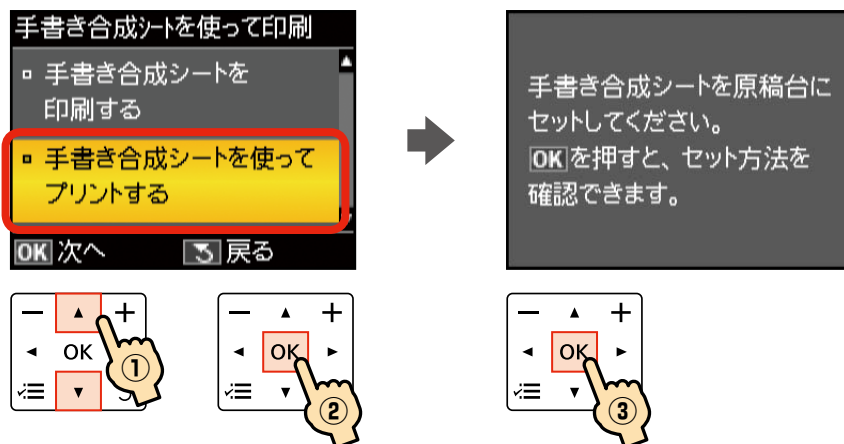 手書き合成シートを使って印刷
手書き合成シートを
印刷する
手書き合成シートを使って
プリントする
OK 次へ 戻る
手書き合成シートを原稿台に
セットしてください。
OKを押すと、セット方法を
確認できます。
− ▲ +
◄ OK
▼
①
− ▲ +
◄ OK ►
▼
②
− ▲ +
◄ OK ►
▼
③